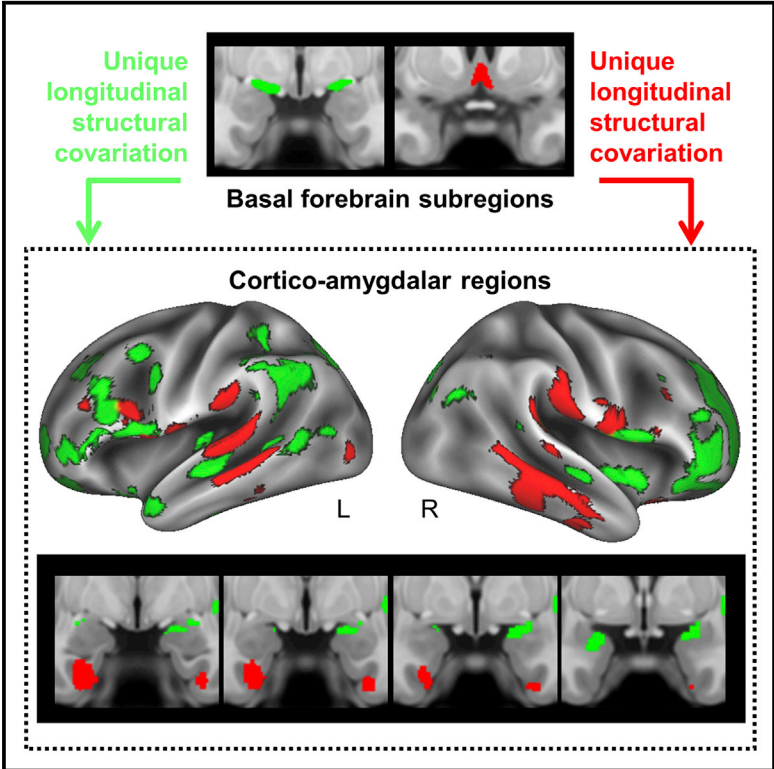 Unique
longitudinal
structural
covariation
Unique
longitudinal
structural
covariation
Basal forebrain subregions
Cortico-amygdalar regions
L
R